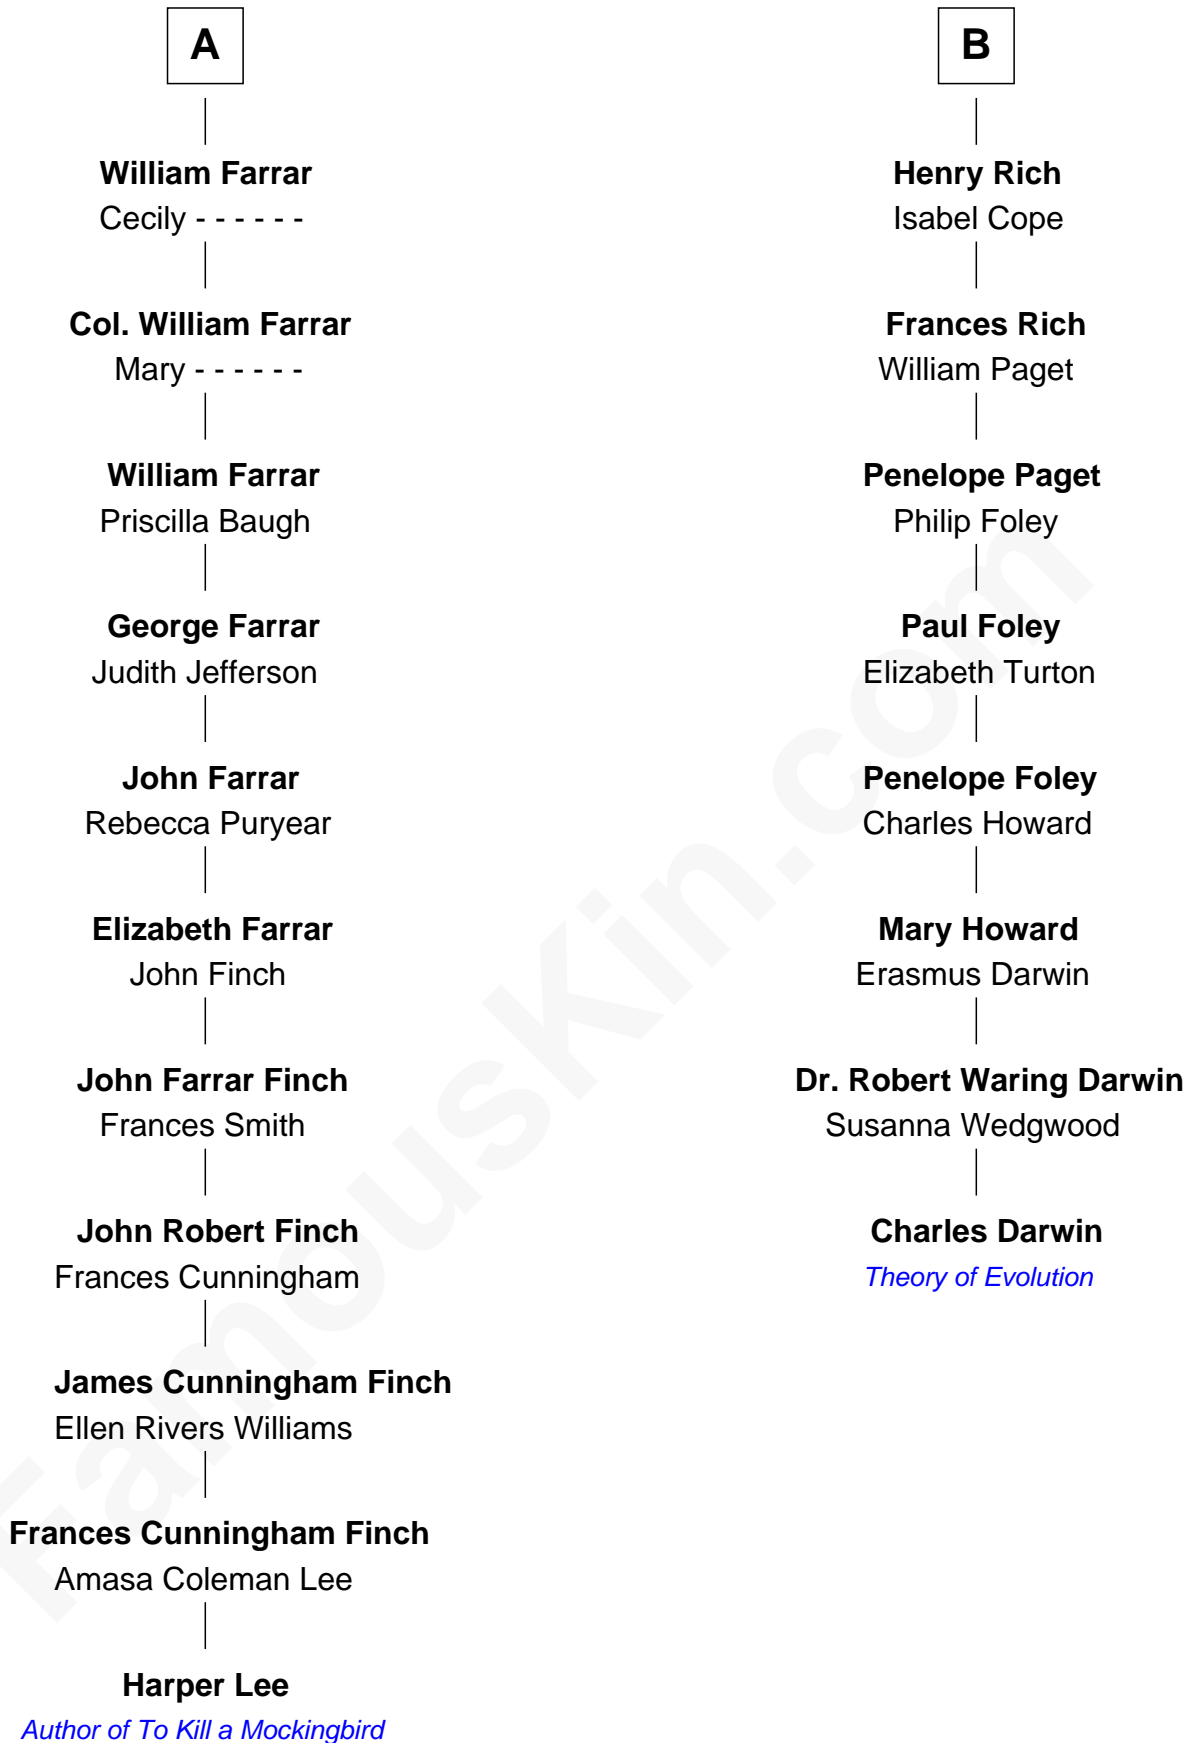 A
William Farrar
Cecily - - - - - -
Col. William Farrar
Mary - - - - - -
William Farrar
Priscilla Baugh
George Farrar
Judith Jefferson
John Farrar
Rebecca Puryear
Elizabeth Farrar
John Finch
John Farrar Finch
Frances Smith
John Robert Finch
Frances Cunningham
James Cunningham Finch
Ellen Rivers Williams
Frances Cunningham Finch
Amasa Coleman Lee
Harper Lee
Author of To Kill a Mockingbird
B
Henry Rich
Isabel Cope
Frances Rich
William Paget
Penelope Paget
Philip Foley
Paul Foley
Elizabeth Turton
Penelope Foley
Charles Howard
Mary Howard
Erasmus Darwin
Dr. Robert Waring Darwin
Susanna Wedgwood
Charles Darwin
Theory of Evolution
FamousKin.com